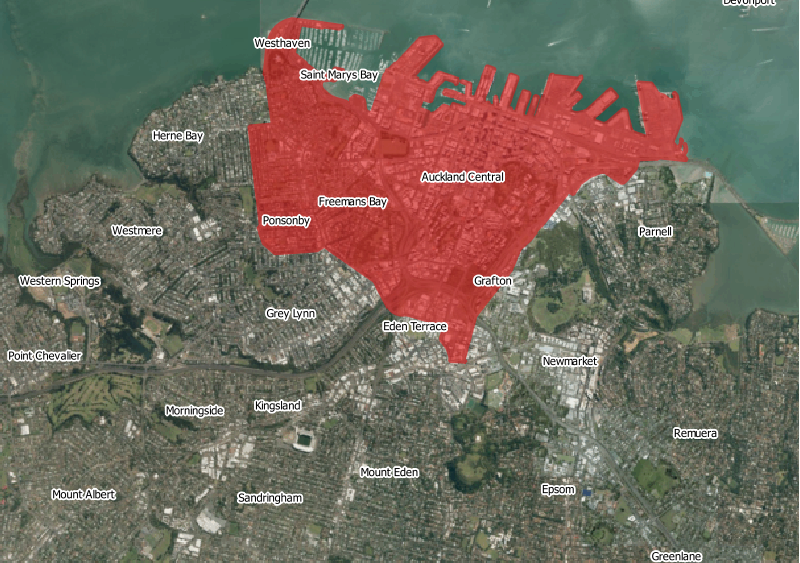 Devonport
Westhaven
Saint Marys Bay
Herne Bay
Auckland Central
Freemans Bay
Ponsonby
Westmere
Parnell
Western Springs
Grafton
Grey Lynn
Eden Terrace
Point Chevalier
Newmarket
Kingsland
Morningside
Remuera
Mount Eden
Mount Albert
Sandringham
Epsom
Greenlane